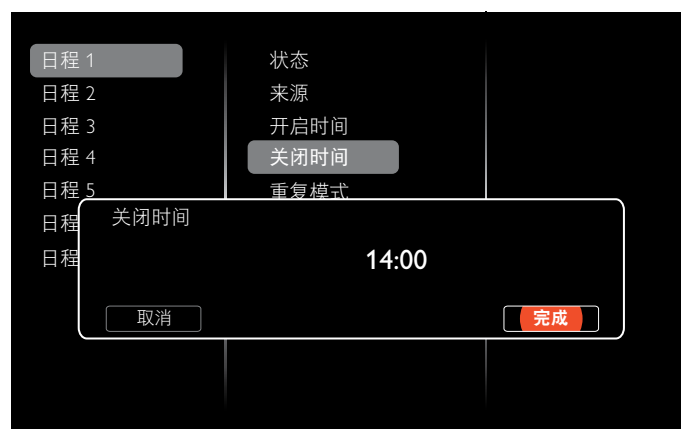 日程 1
日程 2
日程 3
日程 4
日程 5
日程
日程
状态
来源
开启时间
关闭时间
重复模式
关闭时间
14:00
取消
完成